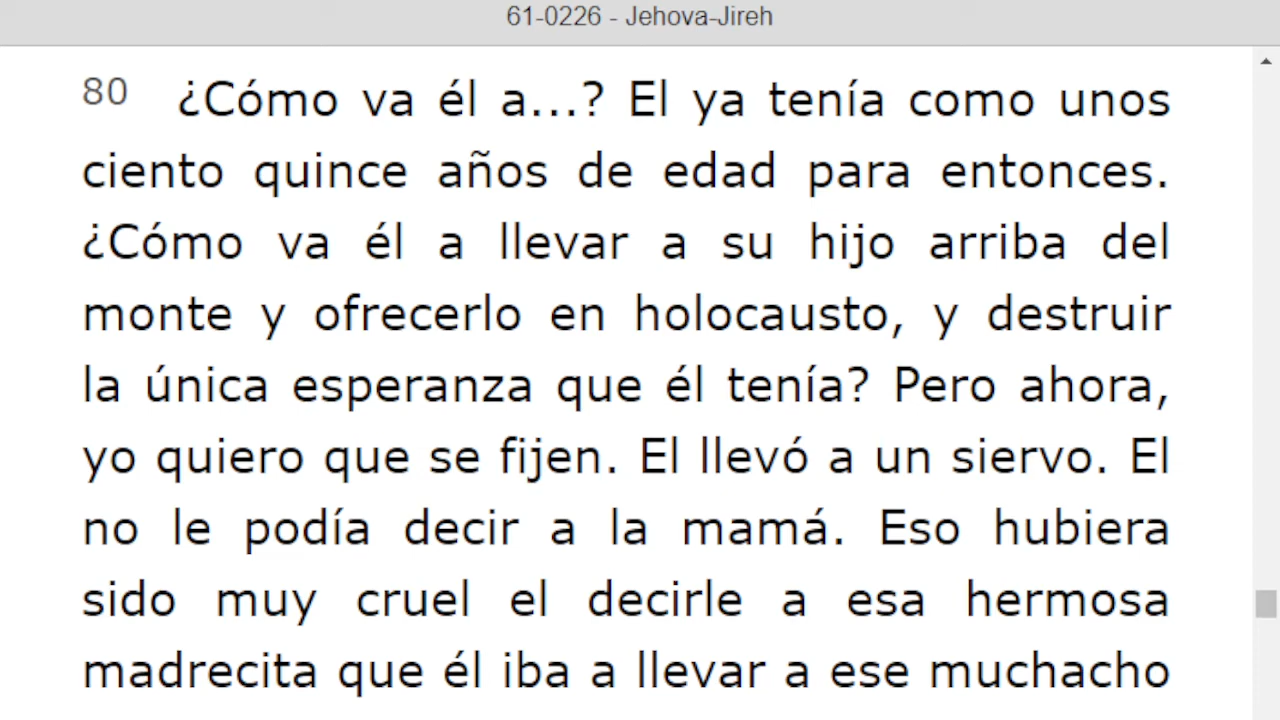 61-0226 - Jehova-Jireh
80 ¿Cómo va él a...? El ya tenía como unos
ciento quince años de edad para entonces.
¿Cómo va él a llevar a su hijo arriba del
monte y ofrecerlo en holocausto, y destruir
la única esperanza que él tenía? Pero ahora,
yo quiero que se fijen. El llevó a un siervo. El
no le podía decir a la mamá. Eso hubiera
sido muy cruel el decirle a esa hermosa
madrecita que él iba a llevar a ese muchacho